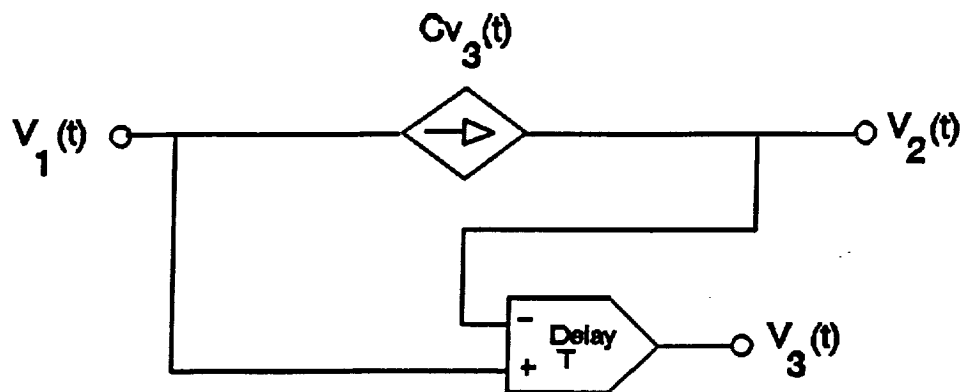 Cv3(t)
V1(t)
V2(t)
-
Delay
+
T
V3(t)